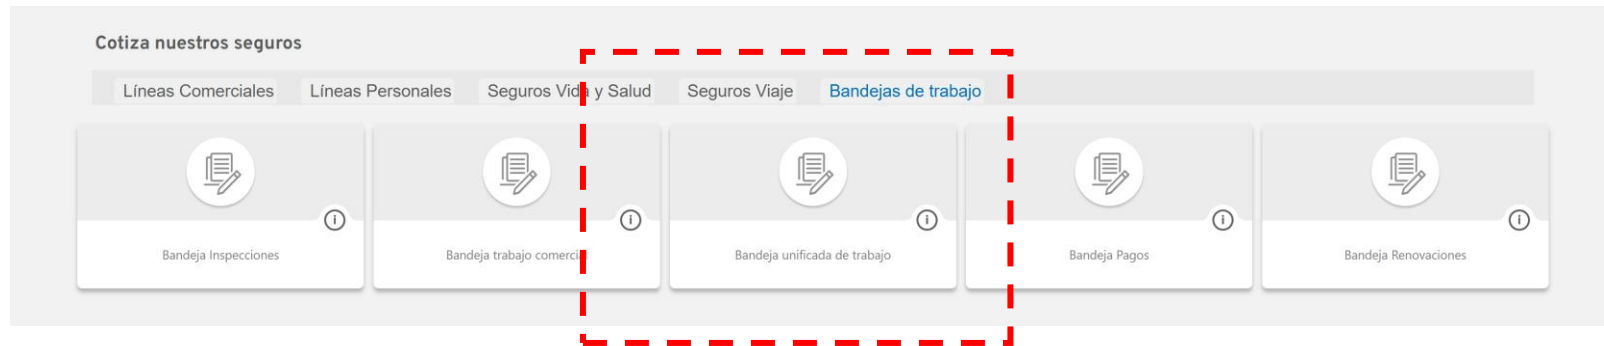 Cotiza nuestros seguros
Líneas Comerciales Líneas Personales Seguros Vida y Salud Seguros Viaje Bandejas de trabajo
Bandeja Inspecciones Bandeja trabajo comercial Bandeja unificada de trabajo Bandeja Pagos Bandeja Renovaciones